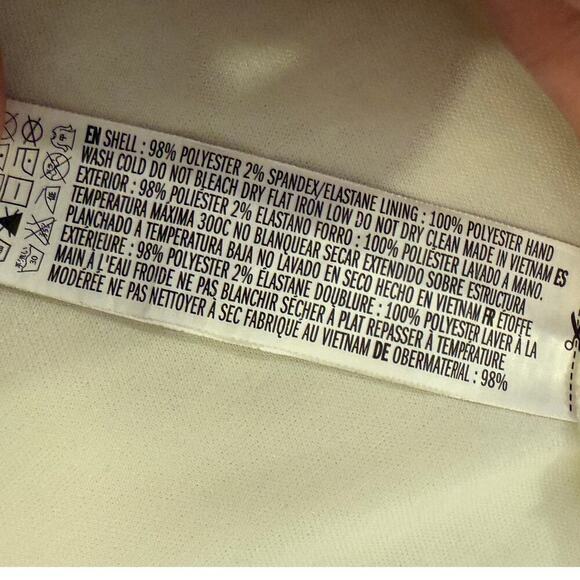 EN SHELL : 98% POLYESTER 2% SPANDEX/ELASTANE LINING : 100% POLYESTER HAND
WASH COLD DO NOT BLEACH DRY FLAT IRON LOW DO NOT DRY CLEAN MADE IN VIETNAM ES
EXTERIOR : 98% POLIÉSTER 2% ELASTANO FORRO : 100% POLIÉSTER LAVADO A MANO.
TEMPERATURA MAXIMA 300C NO BLANQUEAR SECAR EXTENDIDO SOBRE ESTRUCTURA
PLANCHADO À TEMPERATURA BAJA NO LAVADO EN SECO HECHO EN VIETNAM FR ÉTOFFE
EXTÉRIEURE : 98% POLYESTER 2% ÉLASTANE DOUBLURE : 100% POLYESTER LAVER À LA
MAIN À L'EAU FROIDE NE PAS BLANCHIR SÉCHER À PLAT REPASSER À TEMPÉRATURE
MODÉRÉE NE PAS NETTOYER À SEC FABRIQUÉ AU VIETNAM DE OBERMATERIAL : 98%
30